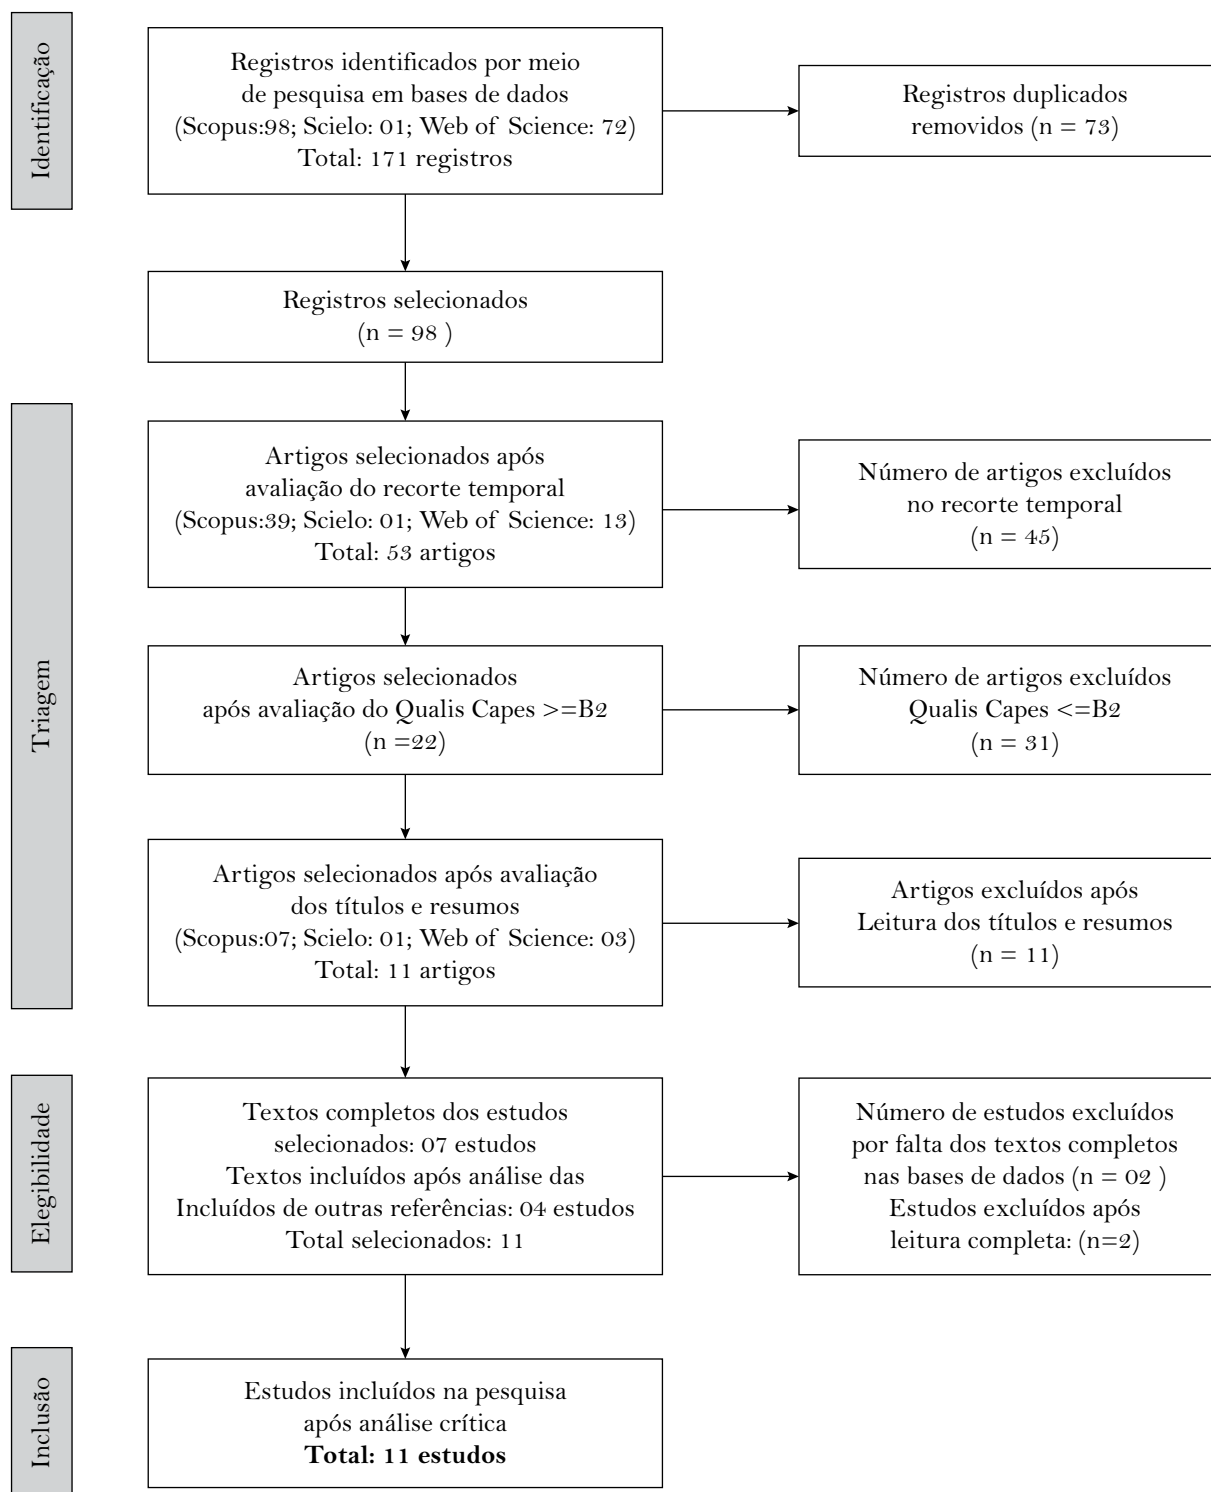 Identificação
Registros identificados por meio
de pesquisa em bases de dados
(Scopus:98; Scielo: 01; Web of Science: 72)
Total: 171 registros
Registros duplicados
removidos (n = 73)
Registros selecionados
(n = 98 )
Triagem
Artigos selecionados após
avaliação do recorte temporal
(Scopus:39; Scielo: 01; Web of Science: 13)
Total: 53 artigos
Número de artigos excluídos
no recorte temporal
(n = 45)
Artigos selecionados
após avaliação do Qualis Capes >=B2
(n =22)
Número de artigos excluídos
Qualis Capes <=B2
(n = 31)
Artigos selecionados após avaliação
dos títulos e resumos
(Scopus:07; Scielo: 01; Web of Science: 03)
Total: 11 artigos
Artigos excluídos após
Leitura dos títulos e resumos
(n = 11)
Elegibilidade
Textos completos dos estudos
selecionados: 07 estudos
Textos incluídos após análise das
Incluídos de outras referências: 04 estudos
Total selecionados: 11
Número de estudos excluídos
por falta dos textos completos
nas bases de dados (n = 02 )
Estudos excluídos após
leitura completa: (n=2)
Inclusão
Estudos incluídos na pesquisa
após análise crítica
Total: 11 estudos